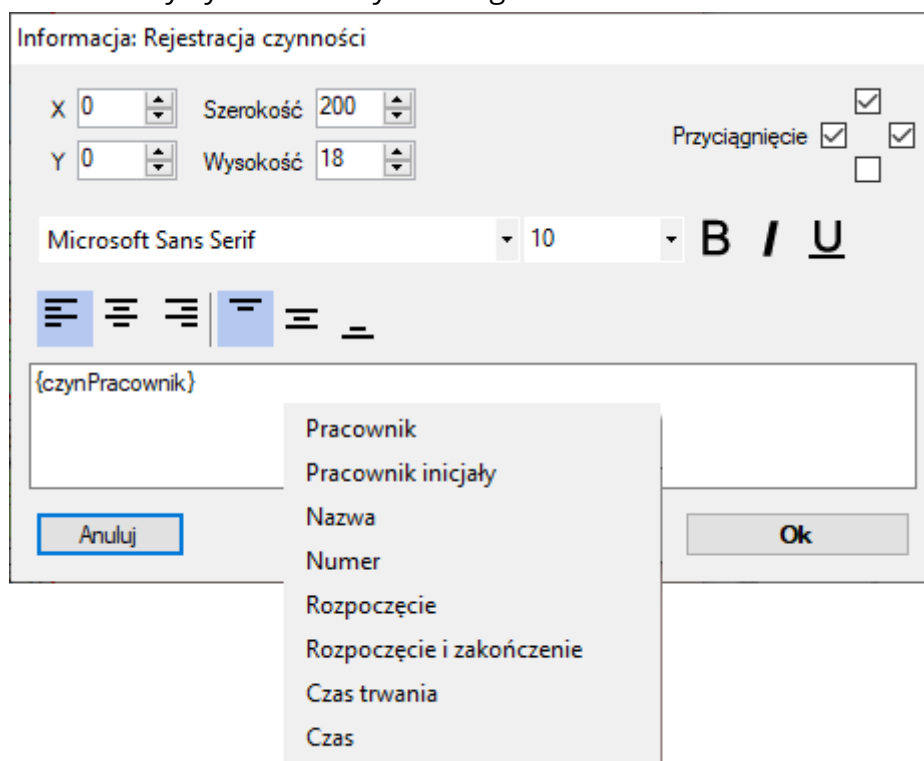 Informacja: Rejestracja czynności
X 0 Szerokość 200
Przyciągnięcie
Y 0 Wysokość 18
Microsoft Sans Serif 10 B I U
{czynPracownik}
Pracownik
Pracownik inicjały
Nazwa
Anuluj Ok
Numer
Rozpoczęcie
Rozpoczęcie i zakończenie
Czas trwania
Czas